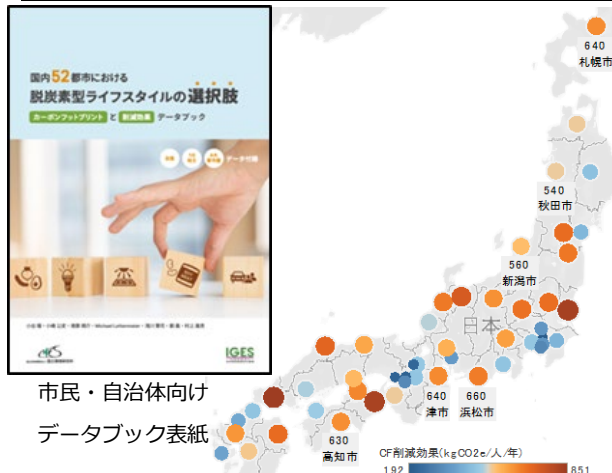 国内52都市における
脱炭素型ライフスタイルの選択肢
カーボンフットプリント と 削減効果 データブック
データ付録
IGES
市民・自治体向け
データブック表紙
640
札幌市
540
秋田市
560
新潟市
日本
640
津市
660
浜松市
630
高知市
CF削減効果(kgCO2e/人/年)
192
851